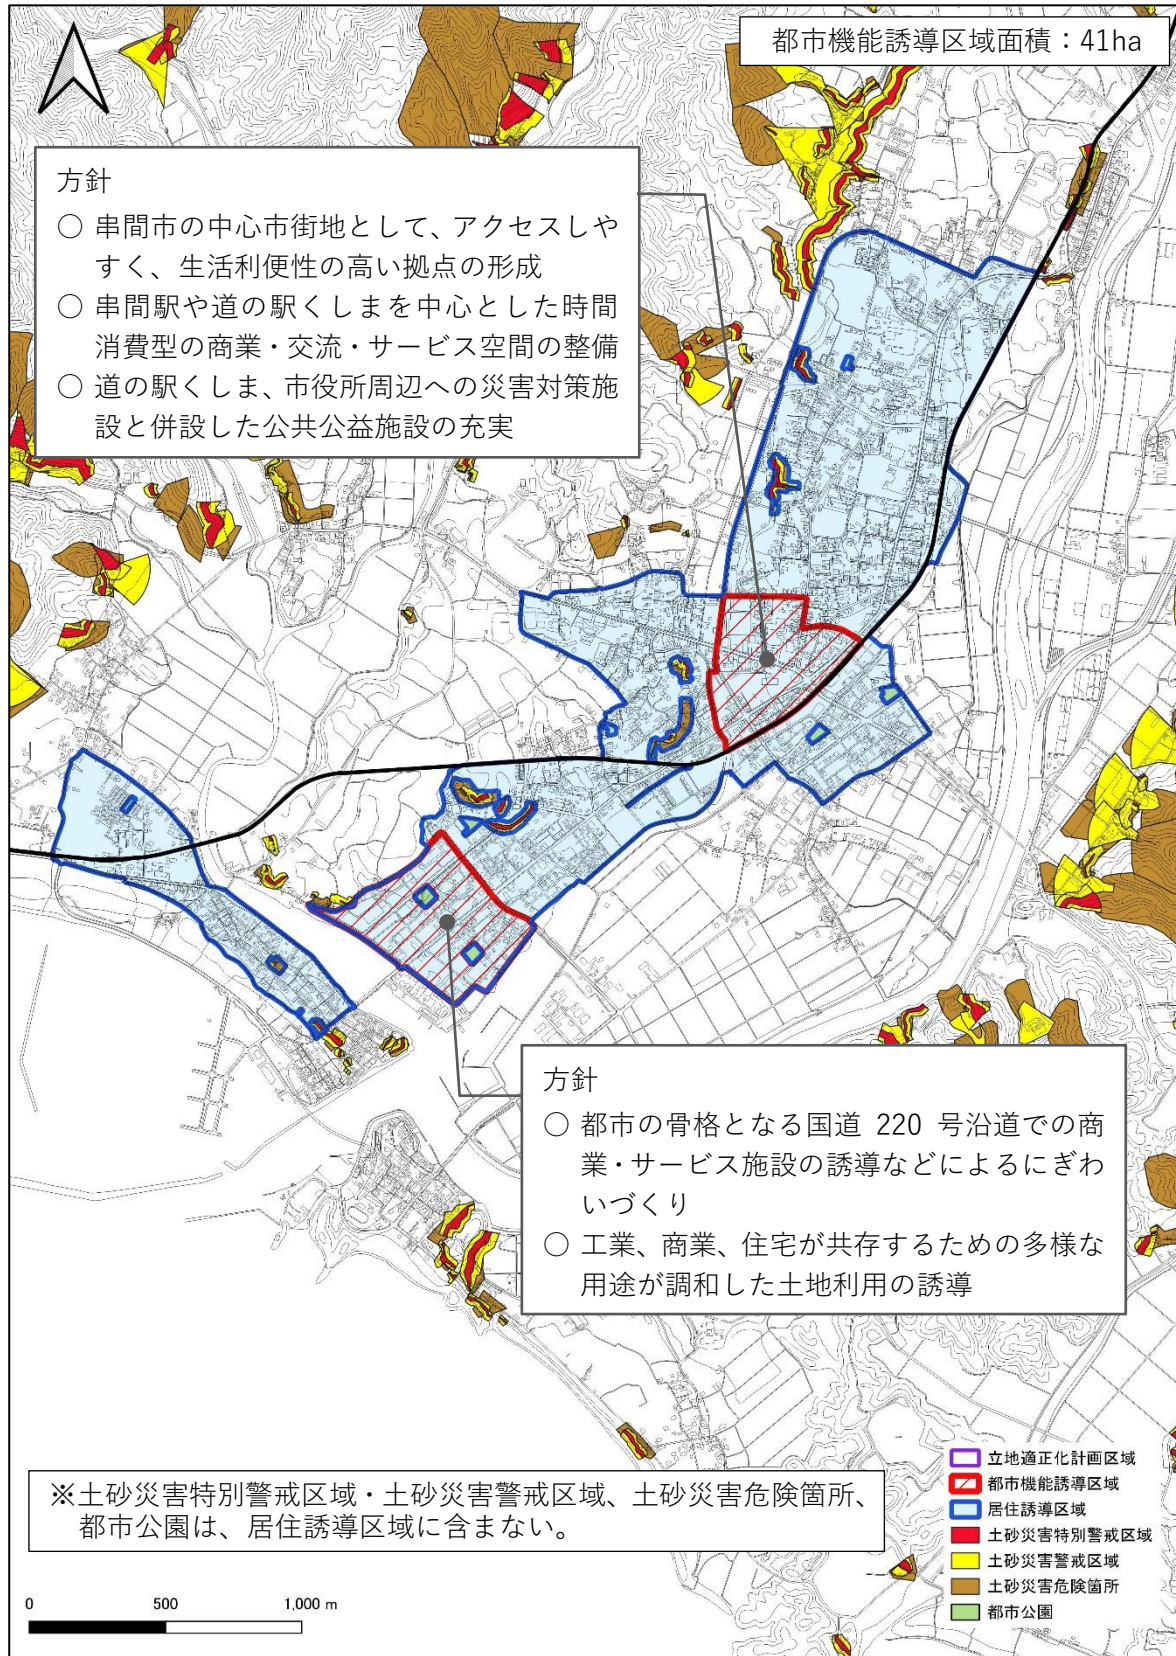 都市機能誘導区域面積：41ha
方針
○ 串間市の中心市街地として、アクセスしや
すく、生活利便性の高い拠点の形成
○ 串間駅や道の駅くしまを中心とした時間
消費型の商業・交流・サービス空間の整備
○ 道の駅くしま、市役所周辺への災害対策施
設と併設した公共公益施設の充実
方針
○ 都市の骨格となる国道 220 号沿道での商
業・サービス施設の誘導などによるにぎわ
いづくり
○ 工業、商業、住宅が共存するための多様な
用途が調和した土地利用の誘導
※土砂災害特別警戒区域・土砂災害警戒区域、土砂災害危険箇所、
都市公園は、居住誘導区域に含まない。
立地適正化計画区域
都市機能誘導区域
居住誘導区域
土砂災害特別警戒区域
土砂災害警戒区域
土砂災害危険箇所
都市公園
0 500 1,000 m